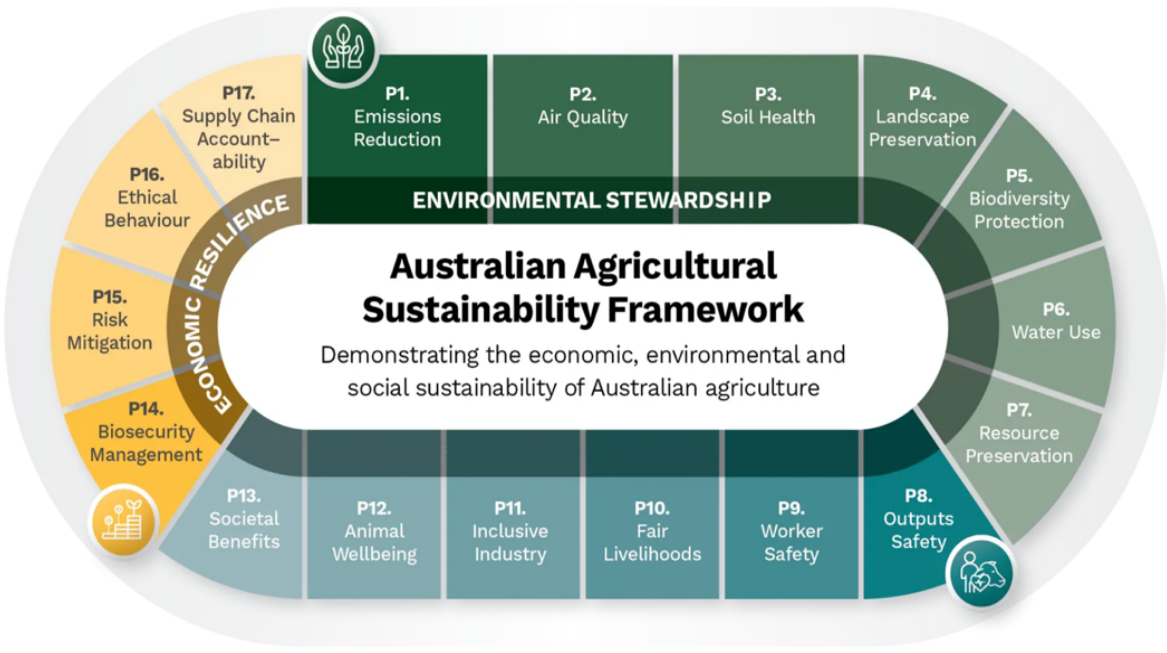 Australian Agricultural
Sustainability Framework
Demonstrating the economic, environmental and
social sustainability of Australian agriculture
ENVIRONMENTAL STEWARDSHIP
P1.
Emissions
Reduction
P2.
Air Quality
P3.
Soil Health
P4.
Landscape
Preservation
P5.
Biodiversity
Protection
P6.
Water Use
P7.
Resource
Preservation
P8.
Outputs
Safety
P9.
Worker
Safety
P10.
Fair
Livelihoods
P11.
Inclusive
Industry
P12.
Animal
Wellbeing
P13.
Societal
Benefits
ECONOMIC RESILIENCE
P14.
Biosecurity
Management
P15.
Risk
Mitigation
P16.
Ethical
Behaviour
P17.
Supply Chain
Account–
ability